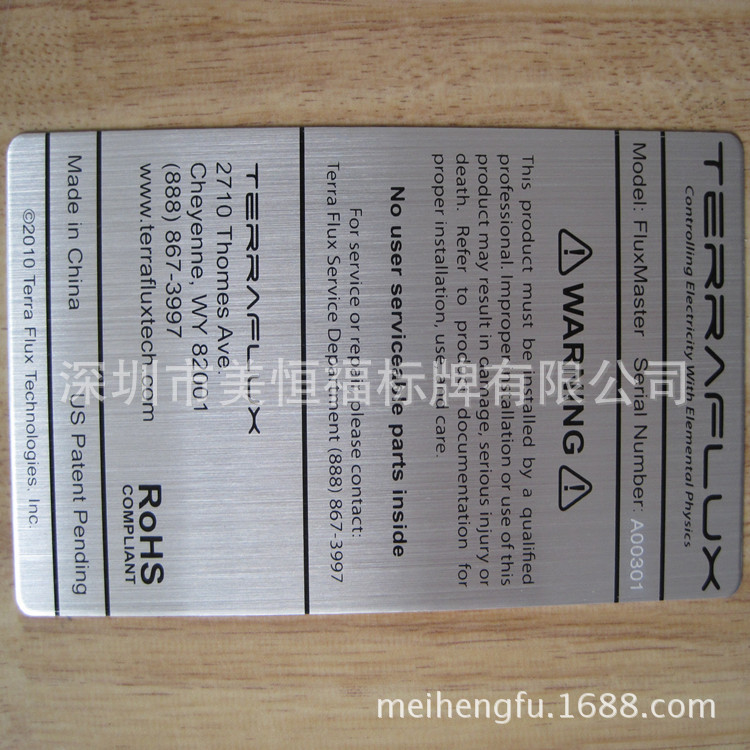 TERRAFLUX
Controlling Electricity With Elemental Physics
Model: FluxMaster Serial Number: A00301
⚠ WARNING ⚠
This product must be installed by a qualified
professional. Improper installation or use of this
product may result in damage, serious injury or
death. Refer to product documentation for
proper installation, use and care.
No user serviceable parts inside
For service or repair, please contact:
Terra Flux Service Department (888) 867-3997
TERRAFLUX
2710 Thomes Ave.
Cheyenne, WY 82001
(888) 867-3997
www.terrafluxtech.com
RoHS
COMPLIANT
Made in China US Patent Pending
©2010 Terra Flux Technologies, Inc.
深圳市美恒福标牌有限公司
meihengfu.1688.com